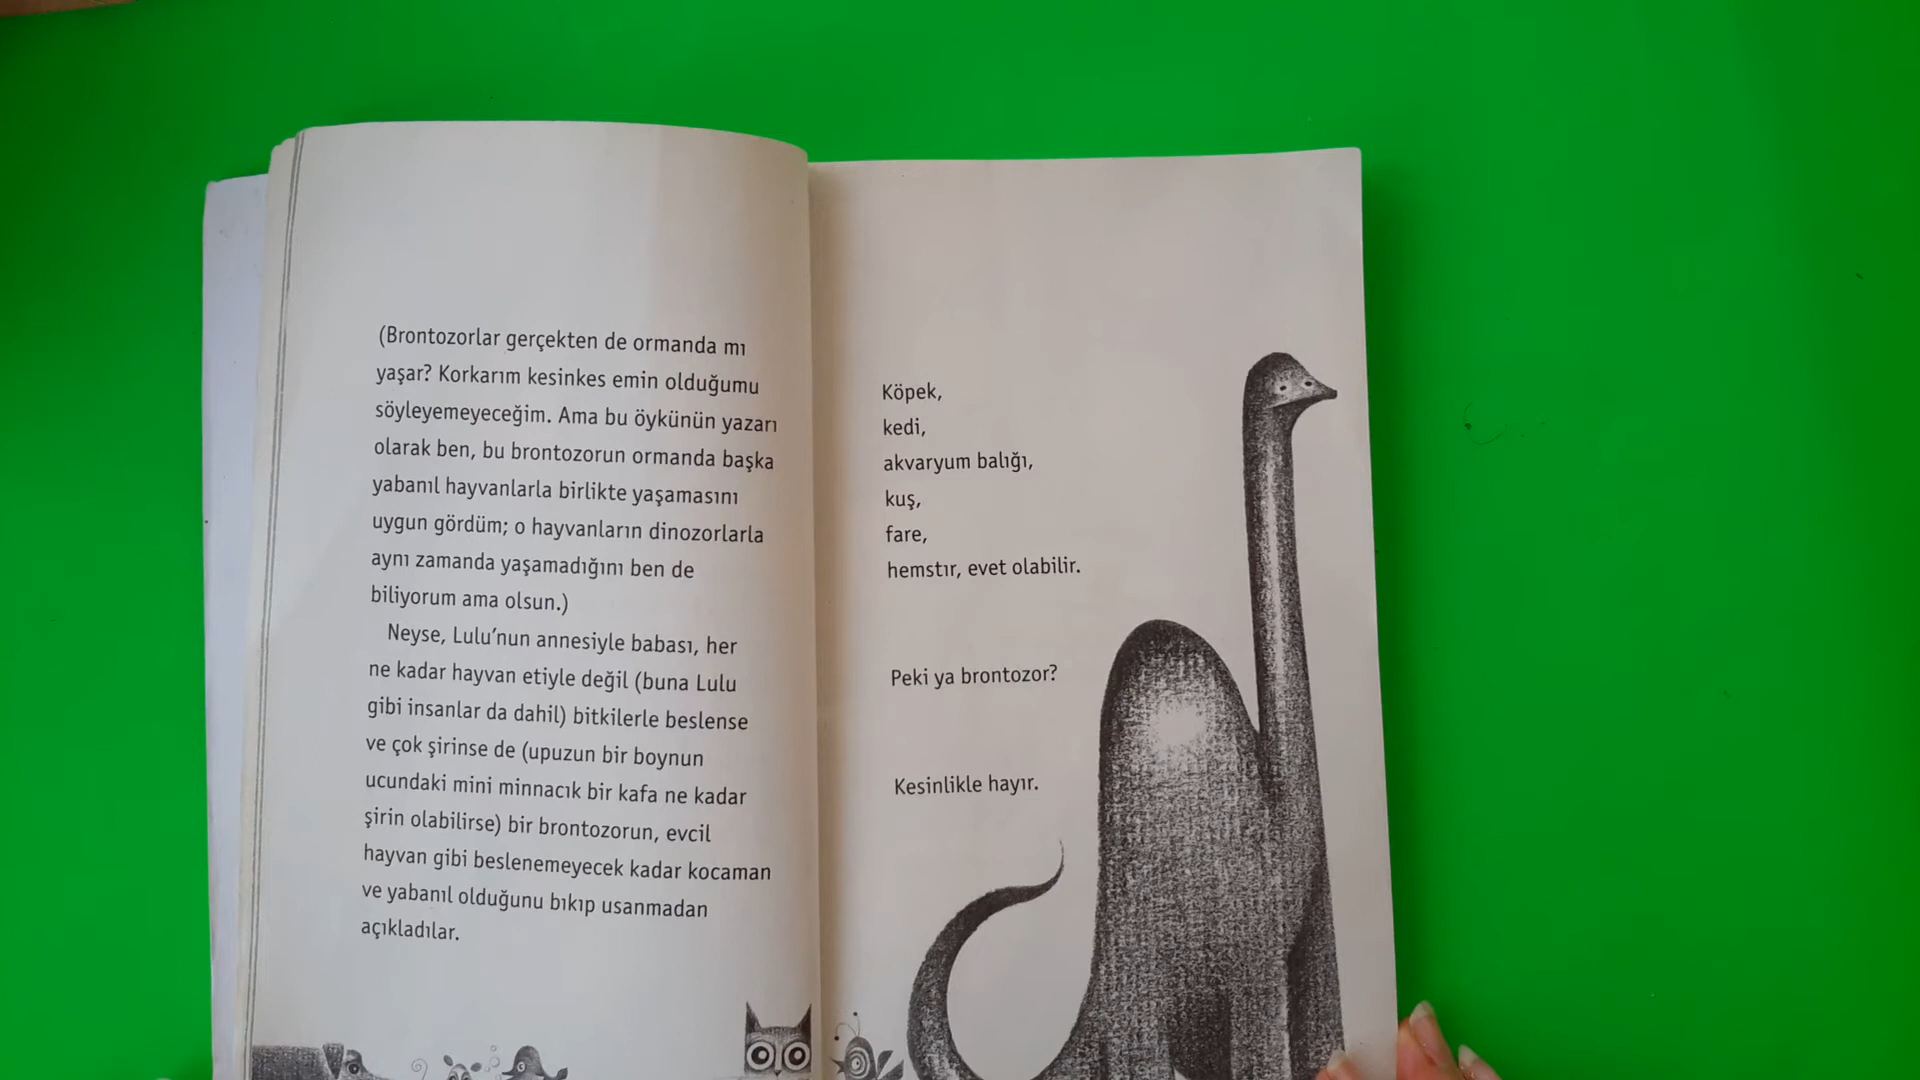 (Brontozorlar gerçekten de ormanda mı
yaşar? Korkarım kesinkes emin olduğumu
söyleyemeyeceğim. Ama bu öykünün yazarı
olarak ben, bu brontozorun ormanda başka
yabanıl hayvanlarla birlikte yaşamasını
uygun gördüm; o hayvanların dinozorlarla
aynı zamanda yaşamadığını ben de
biliyorum ama olsun.)
Neyse, Lulu’nun annesiyle babası, her
ne kadar hayvan etiyle değil (buna Lulu
gibi insanlar da dahil) bitkilerle beslense
ve çok şirinse de (upuzun bir boynun
ucundaki mini minnacık bir kafa ne kadar
şirin olabilirse) bir brontozorun, evcil
hayvan gibi beslenemeyecek kadar kocaman
ve yabanıl olduğunu bıkıp usanmadan
açıkladılar.
Köpek,
kedi,
akvaryum balığı,
kuş,
fare,
hemstır, evet olabilir.
Peki ya brontozor?
Kesinlikle hayır.